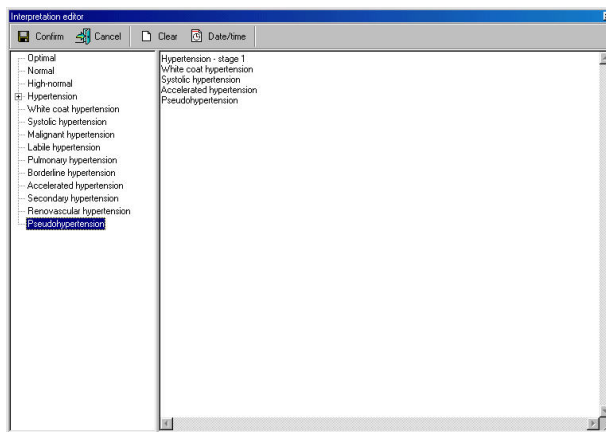 Interpretation editor
Confirm Cancel Clear Date/time
Optimal
Normal
High-normal
Hypertension
White coat hypertension
Systolic hypertension
Malignant hypertension
Labile hypertension
Pulmonary hypertension
Borderline hypertension
Accelerated hypertension
Secondary hypertension
Renovascular hypertension
Pseudohypertension
Hypertension - stage 1
White coat hypertension
Systolic hypertension
Accelerated hypertension
Pseudohypertension